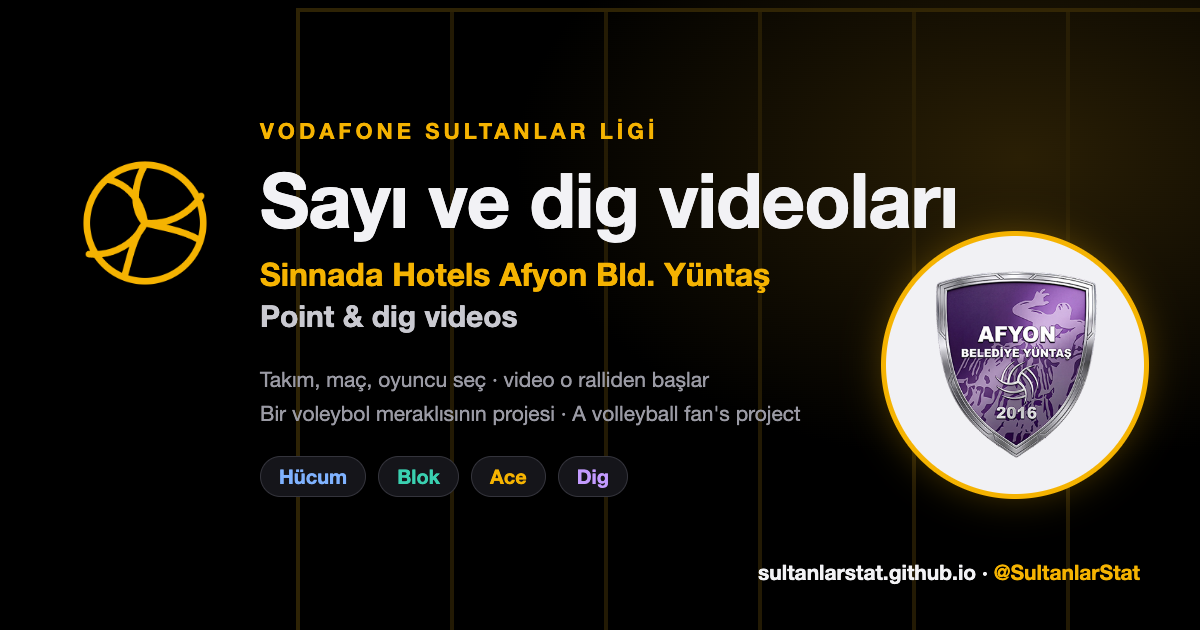 VODAFONE SULTANLAR LİGİ
Sayı ve dig videoları
Sinnada Hotels Afyon Bld. Yüntaş
Point & dig videos
Takım, maç, oyuncu seç · video o ralliden başlar
Bir voleybol meraklısının projesi · A volleyball fan's project
Hücum Blok Ace Dig
AFYON
BELEDİYE YÜNTAŞ
2016
sultanlarstat.github.io · @SultanlarStat